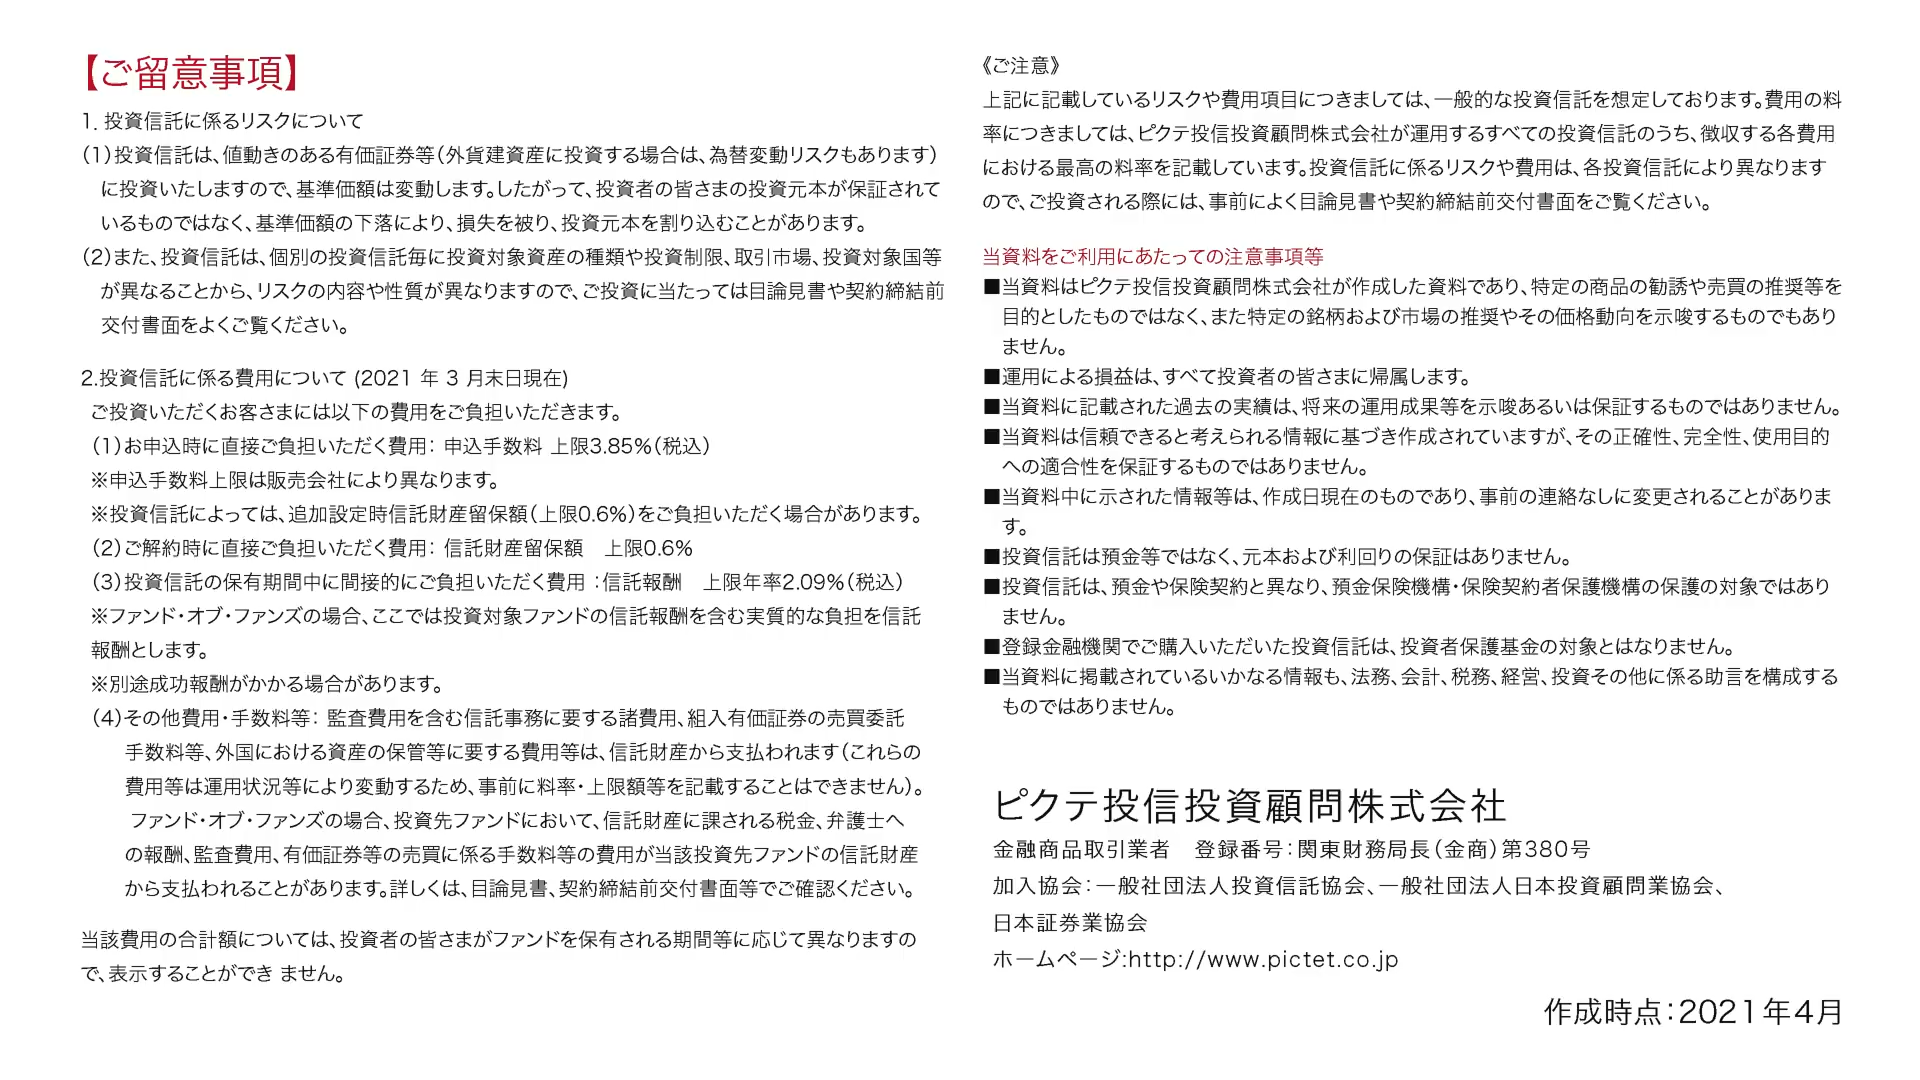 【ご留意事項】
1. 投資信託に係るリスクについて
（1）投資信託は、値動きのある有価証券等（外貨建資産に投資する場合は、為替変動リスクもあります）
に投資いたしますので、基準価額は変動します。したがって、投資者の皆さまの投資元本が保証されて
いるものではなく、基準価額の下落により、損失を被り、投資元本を割り込むことがあります。
（2）また、投資信託は、個別の投資信託毎に投資対象資産の種類や投資制限、取引市場、投資対象国等
が異なることから、リスクの内容や性質が異なりますので、ご投資に当たっては目論見書や契約締結前
交付書面をよくご覧ください。
2.投資信託に係る費用について (2021 年 3 月末日現在)
ご投資いただくお客さまには以下の費用をご負担いただきます。
（1）お申込時に直接ご負担いただく費用： 申込手数料 上限3.85%（税込）
※申込手数料上限は販売会社により異なります。
※投資信託によっては、追加設定時信託財産留保額（上限0.6%）をご負担いただく場合があります。
（2）ご解約時に直接ご負担いただく費用： 信託財産留保額　上限0.6%
（3）投資信託の保有期間中に間接的にご負担いただく費用 ：信託報酬　上限年率2.09%（税込）
※ファンド・オブ・ファンズの場合、ここでは投資対象ファンドの信託報酬を含む実質的な負担を信託
報酬とします。
※別途成功報酬がかかる場合があります。
（4）その他費用・手数料等： 監査費用を含む信託事務に要する諸費用、組入有価証券の売買委託
手数料等、外国における資産の保管等に要する費用等は、信託財産から支払われます（これらの
費用等は運用状況等により変動するため、事前に料率・上限額等を記載することはできません）。
ファンド・オブ・ファンズの場合、投資先ファンドにおいて、信託財産に課される税金、弁護士へ
の報酬、監査費用、有価証券等の売買に係る手数料等の費用が当該投資先ファンドの信託財産
から支払われることがあります。詳しくは、目論見書、契約締結前交付書面等でご確認ください。
当該費用の合計額については、投資者の皆さまがファンドを保有される期間等に応じて異なりますの
で、表示することができ ません。
《ご注意》
上記に記載しているリスクや費用項目につきましては、一般的な投資信託を想定しております。費用の料
率につきましては、ピクテ投信投資顧問株式会社が運用するすべての投資信託のうち、徴収する各費用
における最高の料率を記載しています。投資信託に係るリスクや費用は、各投資信託により異なります
ので、ご投資される際には、事前によく目論見書や契約締結前交付書面をご覧ください。
当資料をご利用にあたっての注意事項等
■当資料はピクテ投信投資顧問株式会社が作成した資料であり、特定の商品の勧誘や売買の推奨等を
目的としたものではなく、また特定の銘柄および市場の推奨やその価格動向を示唆するものでもあり
ません。
■運用による損益は、すべて投資者の皆さまに帰属します。
■当資料に記載された過去の実績は、将来の運用成果等を示唆あるいは保証するものではありません。
■当資料は信頼できると考えられる情報に基づき作成されていますが、その正確性、完全性、使用目的
への適合性を保証するものではありません。
■当資料中に示された情報等は、作成日現在のものであり、事前の連絡なしに変更されることがありま
す。
■投資信託は預金等ではなく、元本および利回りの保証はありません。
■投資信託は、預金や保険契約と異なり、預金保険機構・保険契約者保護機構の保護の対象ではあり
ません。
■登録金融機関でご購入いただいた投資信託は、投資者保護基金の対象とはなりません。
■当資料に掲載されているいかなる情報も、法務、会計、税務、経営、投資その他に係る助言を構成する
ものではありません。
ピクテ投信投資顧問株式会社
金融商品取引業者　登録番号：関東財務局長（金商）第380号
加入協会：一般社団法人投資信託協会、一般社団法人日本投資顧問業協会、
日本証券業協会
ホームページ:http://www.pictet.co.jp
作成時点：2021年4月